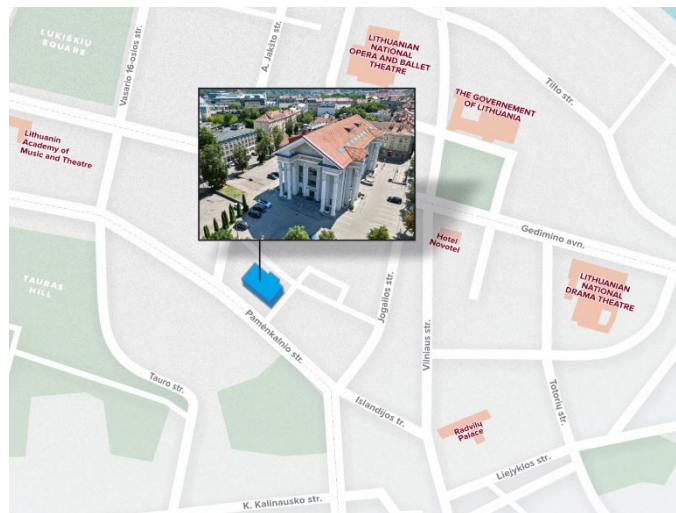 LUKIŠKIŲ
SQUARE
Vasario 16-osios str.
A. Jakšto str.
LITHUANIAN
NATIONAL
OPERA AND BALLET
THEATRE
THE GOVERNEMENT
OF LITHUANIA
Tilto str.
Lithuanin
Academy of
Music and Theatre
Gedimino avn.
Hotel
Novotel
TAURAS
HILL
LITHUANIAN
NATIONAL
DRAMA THEATRE
Jogailos str.
Pamėnkalnio str.
Vilniaus str.
Tauro str.
Islandijos tr.
Totorių str.
Radvilų
Palace
Liejyklos str.
K. Kalinausko str.